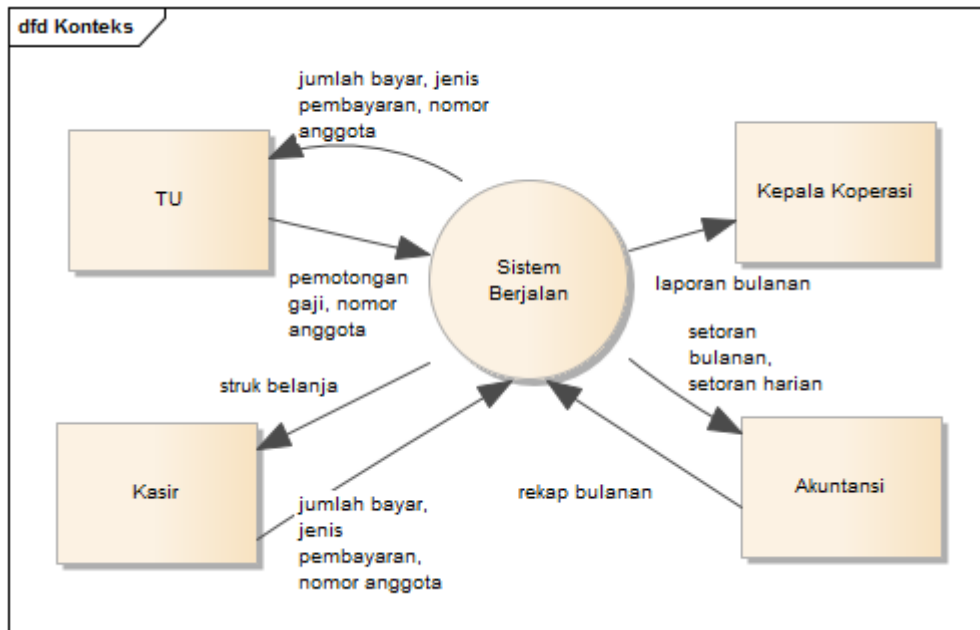 dfd Konteks
jumlah bayar, jenis
pembayaran, nomor
anggota
TU
Kepala Koperasi
Sistem
Berjalan
pemotongan
gaji, nomor
anggota
laporan bulanan
setoran
bulanan,
setoran harian
struk belanja
Kasir
jumlah bayar,
jenis
pembayaran,
nomor anggota
rekap bulanan
Akuntansi